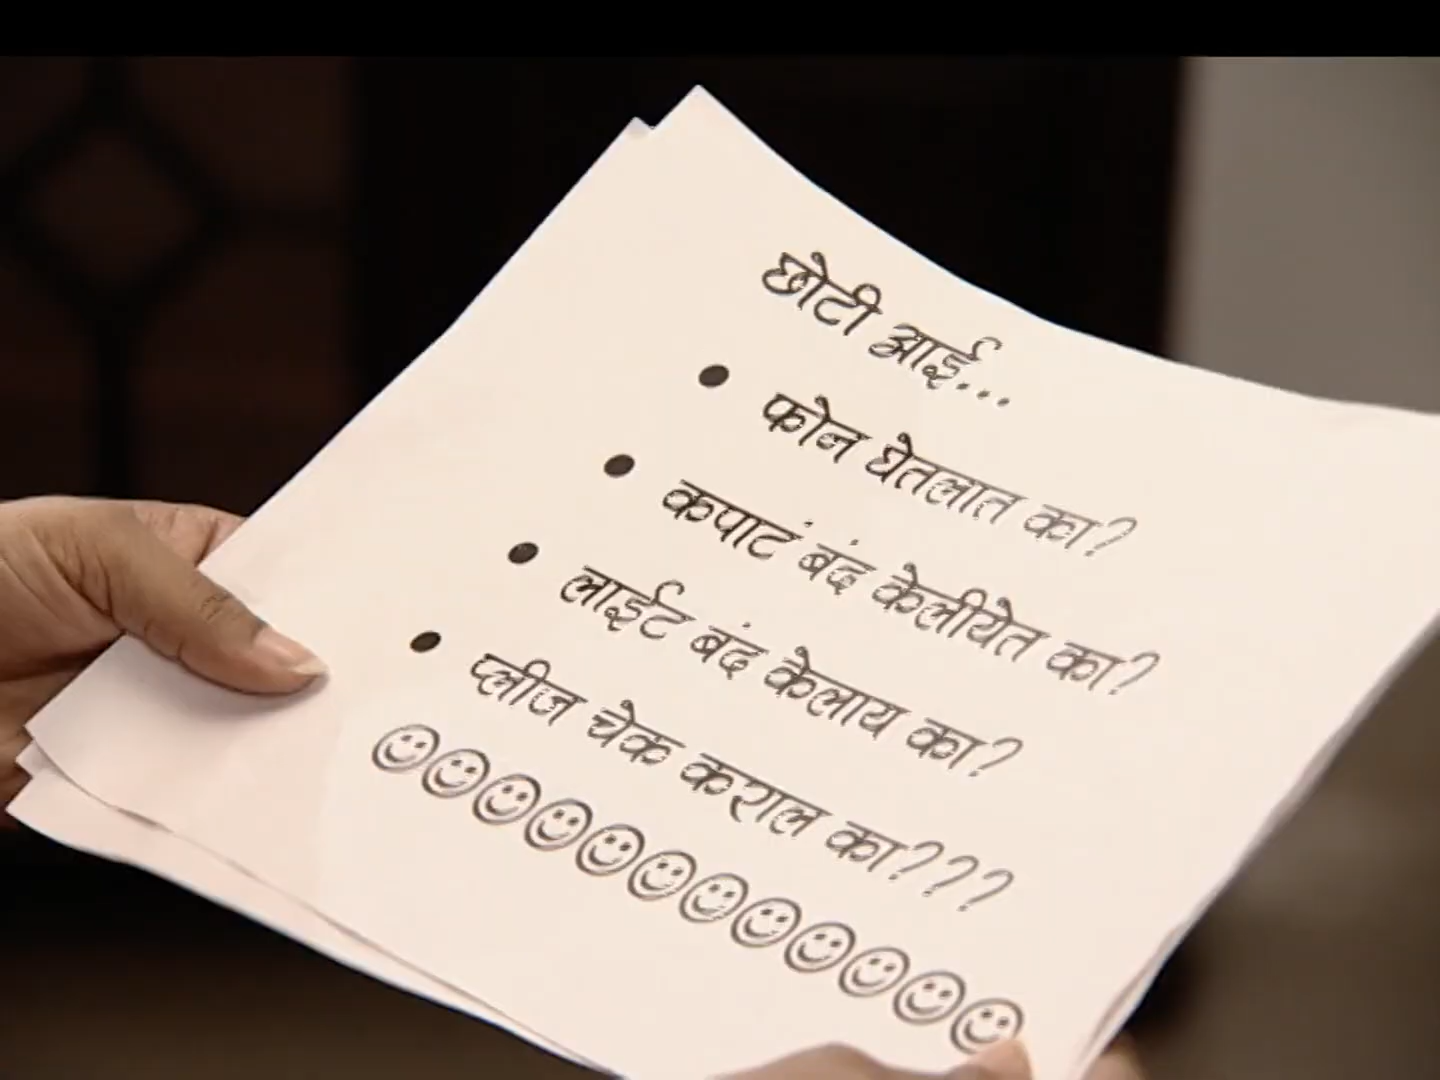 छोटी आई...
• फोन घेतलात का?
• कपाटं बंद केलीयेत का?
• लाईट बंद केलाय का?
• प्लीज चेक कराल का???
☺☺☺☺☺☺☺☺☺☺☺☺